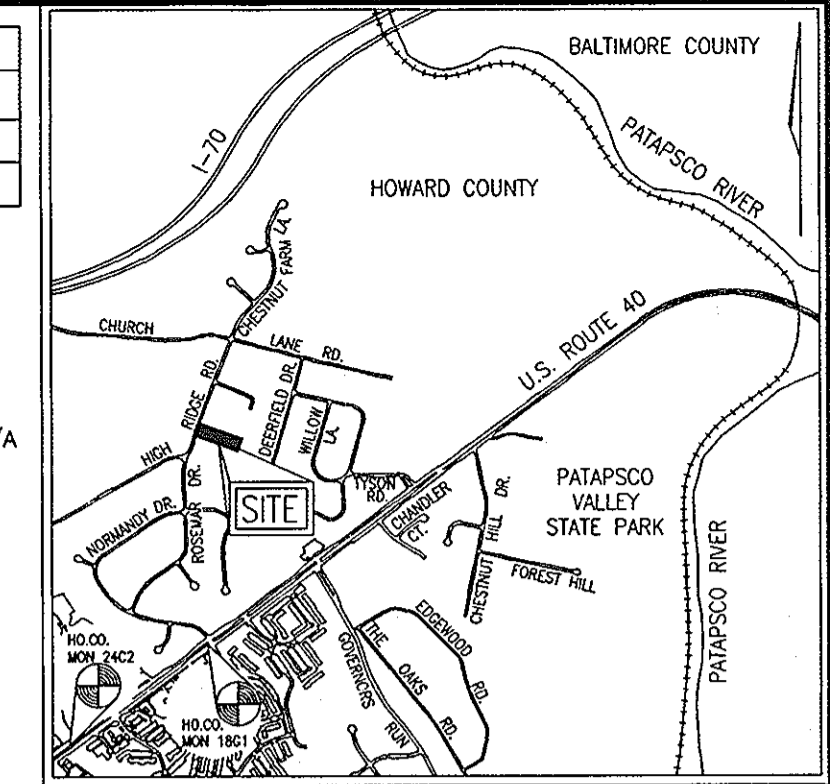 BALTIMORE COUNTY
I-70
PATAPSCO RIVER
HOWARD COUNTY
CHESTNUT FARM LA.
CHURCH LANE RD.
U.S. ROUTE 40
HIGH RIDGE RD.
DEERFIELD DR.
WILLOW LA.
/A
TYSON RD.
SITE
CHANDLER CT.
PATAPSCO
VALLEY
STATE PARK
NORMANDY DR.
ROSEMAR DR.
CHESTNUT HILL DR.
FOREST HILL
PATAPSCO RIVER
EDGEWOOD RD.
THE OAKS RD.
GOVERNORS RUN
HO.CO.
MON 24C2
HO.CO.
MON 18G1